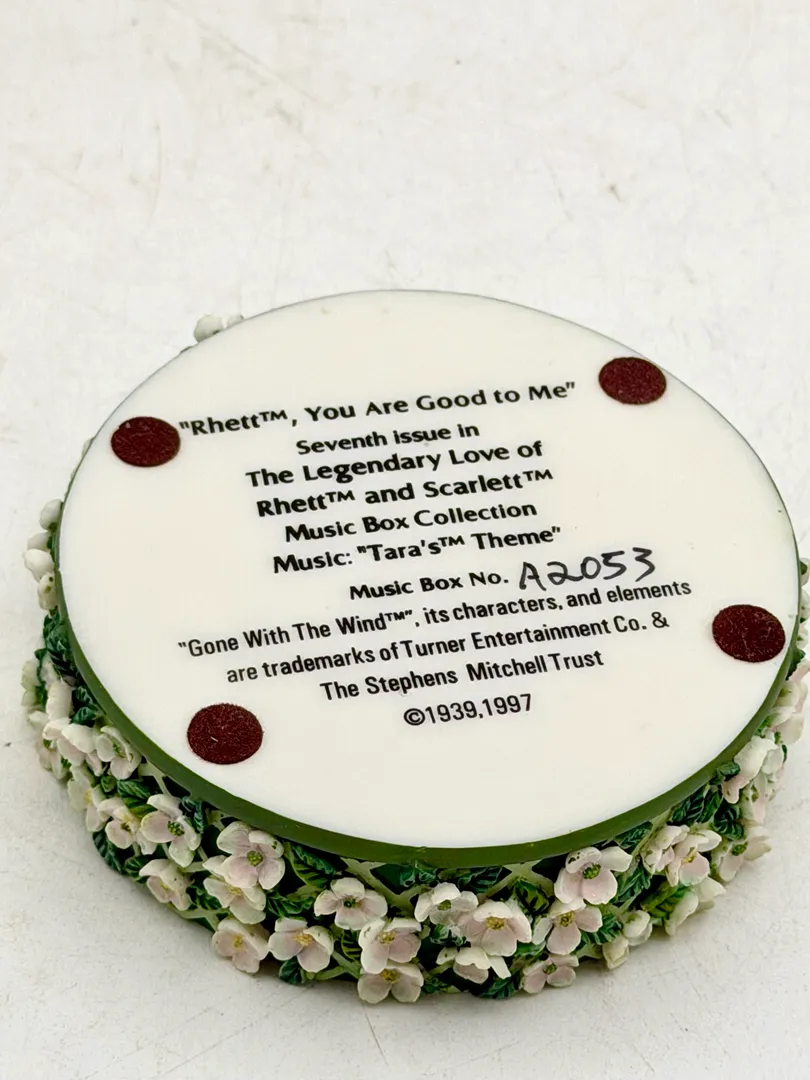 "Rhett™, You Are Good to Me"
Seventh issue in
The Legendary Love of
Rhett™ and Scarlett™
Music Box Collection
Music: "Tara's™ Theme"
Music Box No. A2053
"Gone With The Wind™", its characters, and elements
are trademarks of Turner Entertainment Co. &
The Stephens Mitchell Trust
©1939,1997